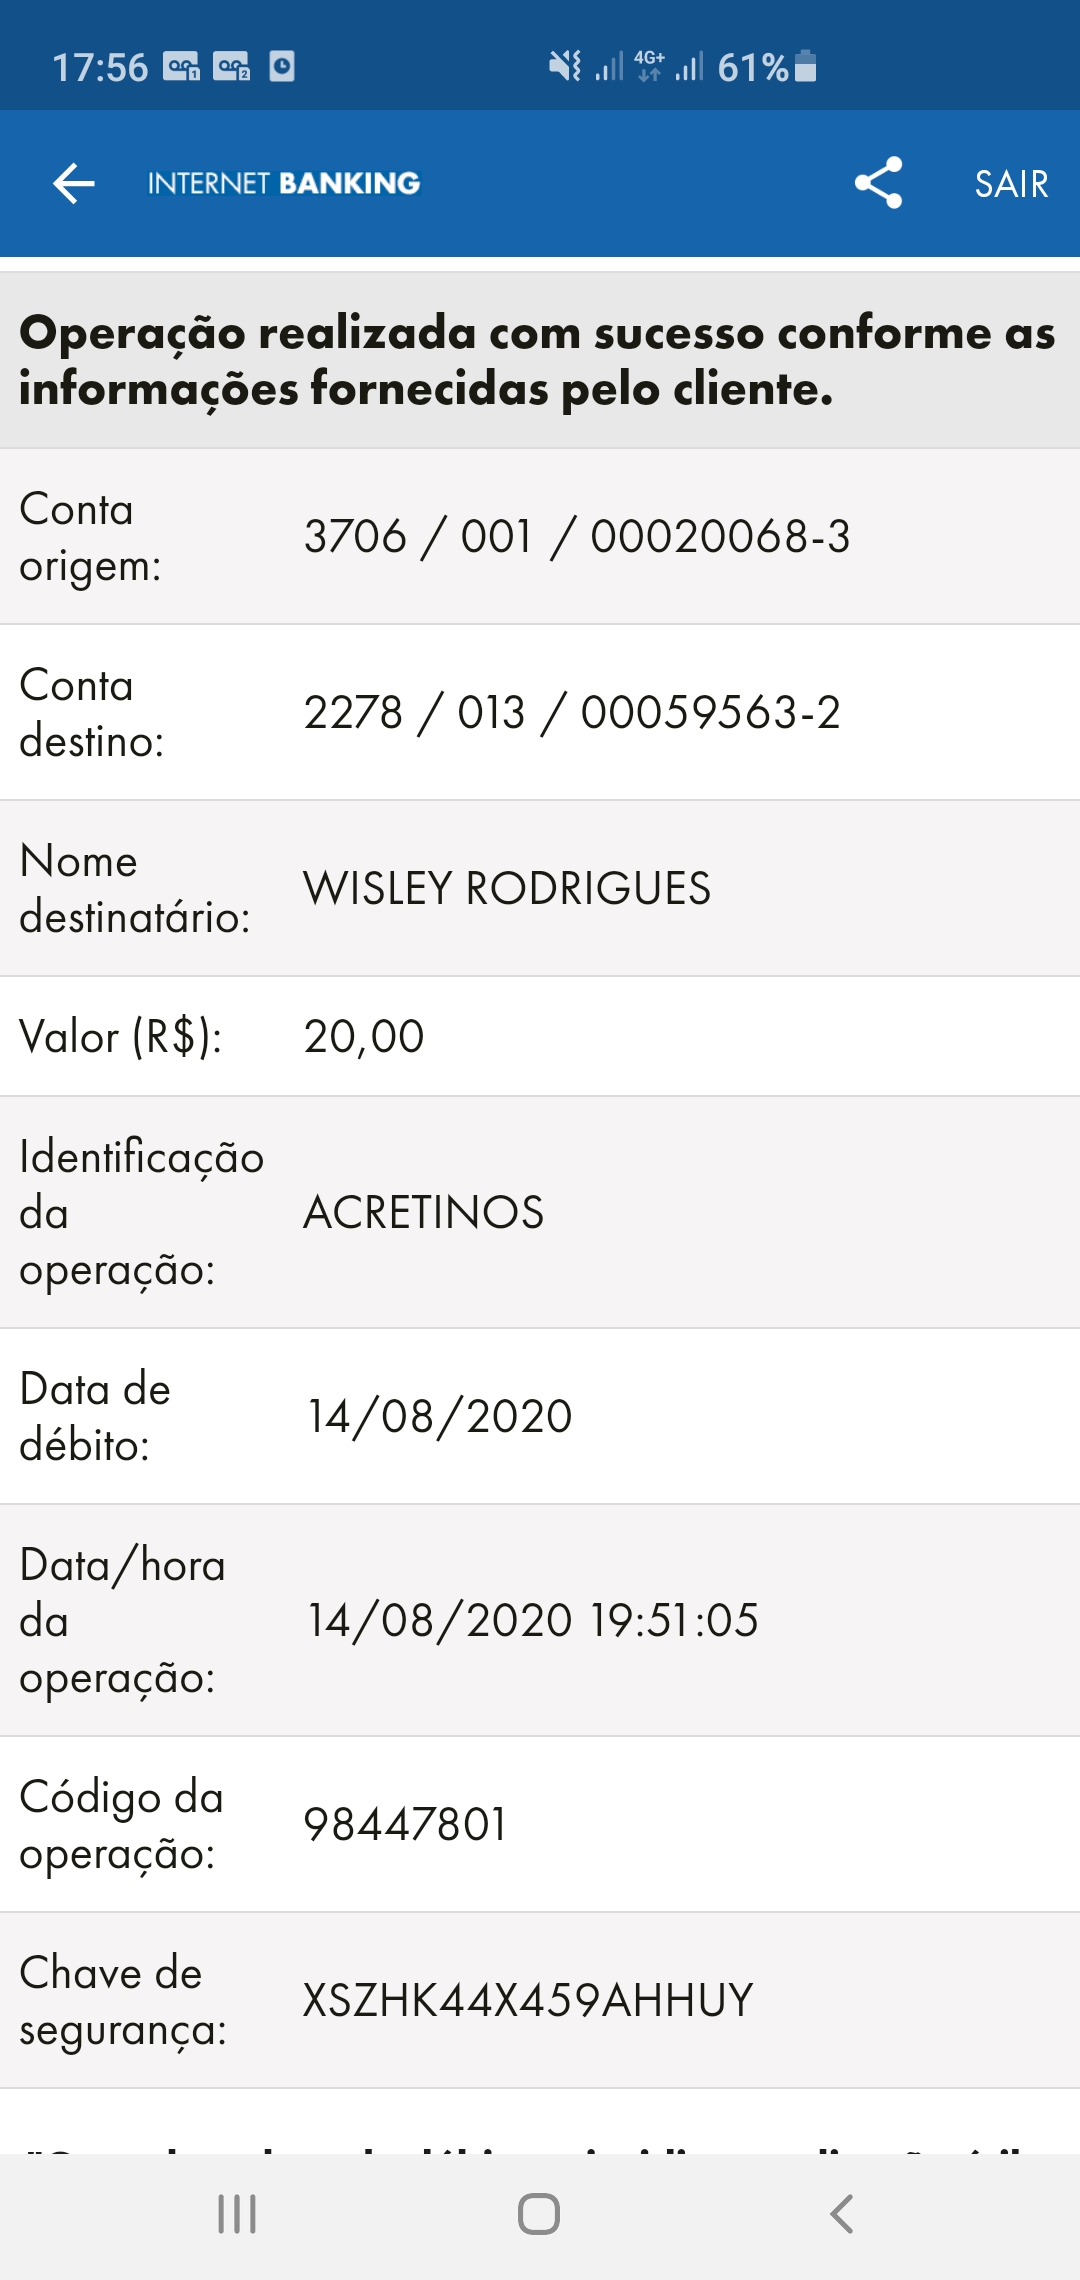 17:56 4G+ 61%
INTERNET BANKING SAIR
Operação realizada com sucesso conforme as
informações fornecidas pelo cliente.
Conta
origem:
3706 / 001 / 00020068-3
Conta
destino:
2278 / 013 / 00059563-2
Nome
destinatário:
WISLEY RODRIGUES
Valor (R$): 20,00
Identificação
da
operação:
ACRETINOS
Data de
débito:
14/08/2020
Data/hora
da
operação:
14/08/2020 19:51:05
Código da
operação:
98447801
Chave de
segurança:
XSZHK44X459AHHUY